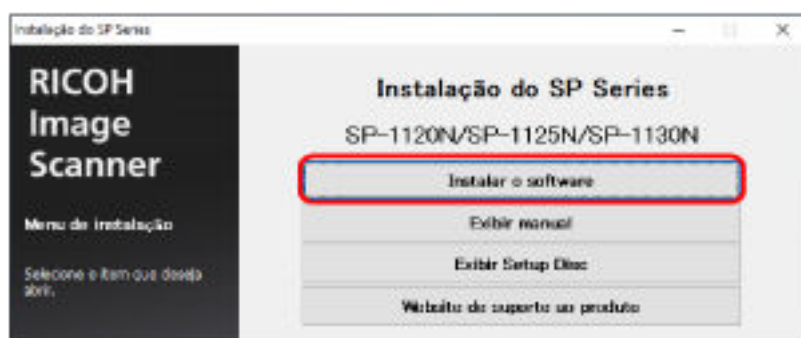 Instalação do SP Series
RICOH
Image
Scanner
Menu de instalação
Selecione o item que deseja
abrir.
Instalação do SP Series
SP-1120N/SP-1125N/SP-1130N
Instalar o software
Exibir manual
Exibir Setup Disc
Website de suporte ao produto